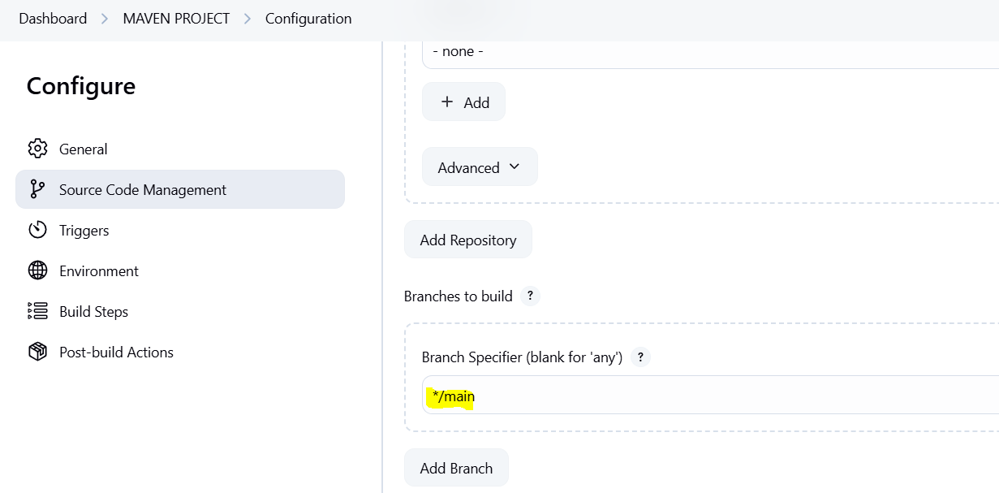 Dashboard > MAVEN PROJECT > Configuration
Configure
General
Source Code Management
Triggers
Environment
Build Steps
Post-build Actions
- none -
+ Add
Advanced
Add Repository
Branches to build ?
Branch Specifier (blank for 'any') ?
*/main
Add Branch